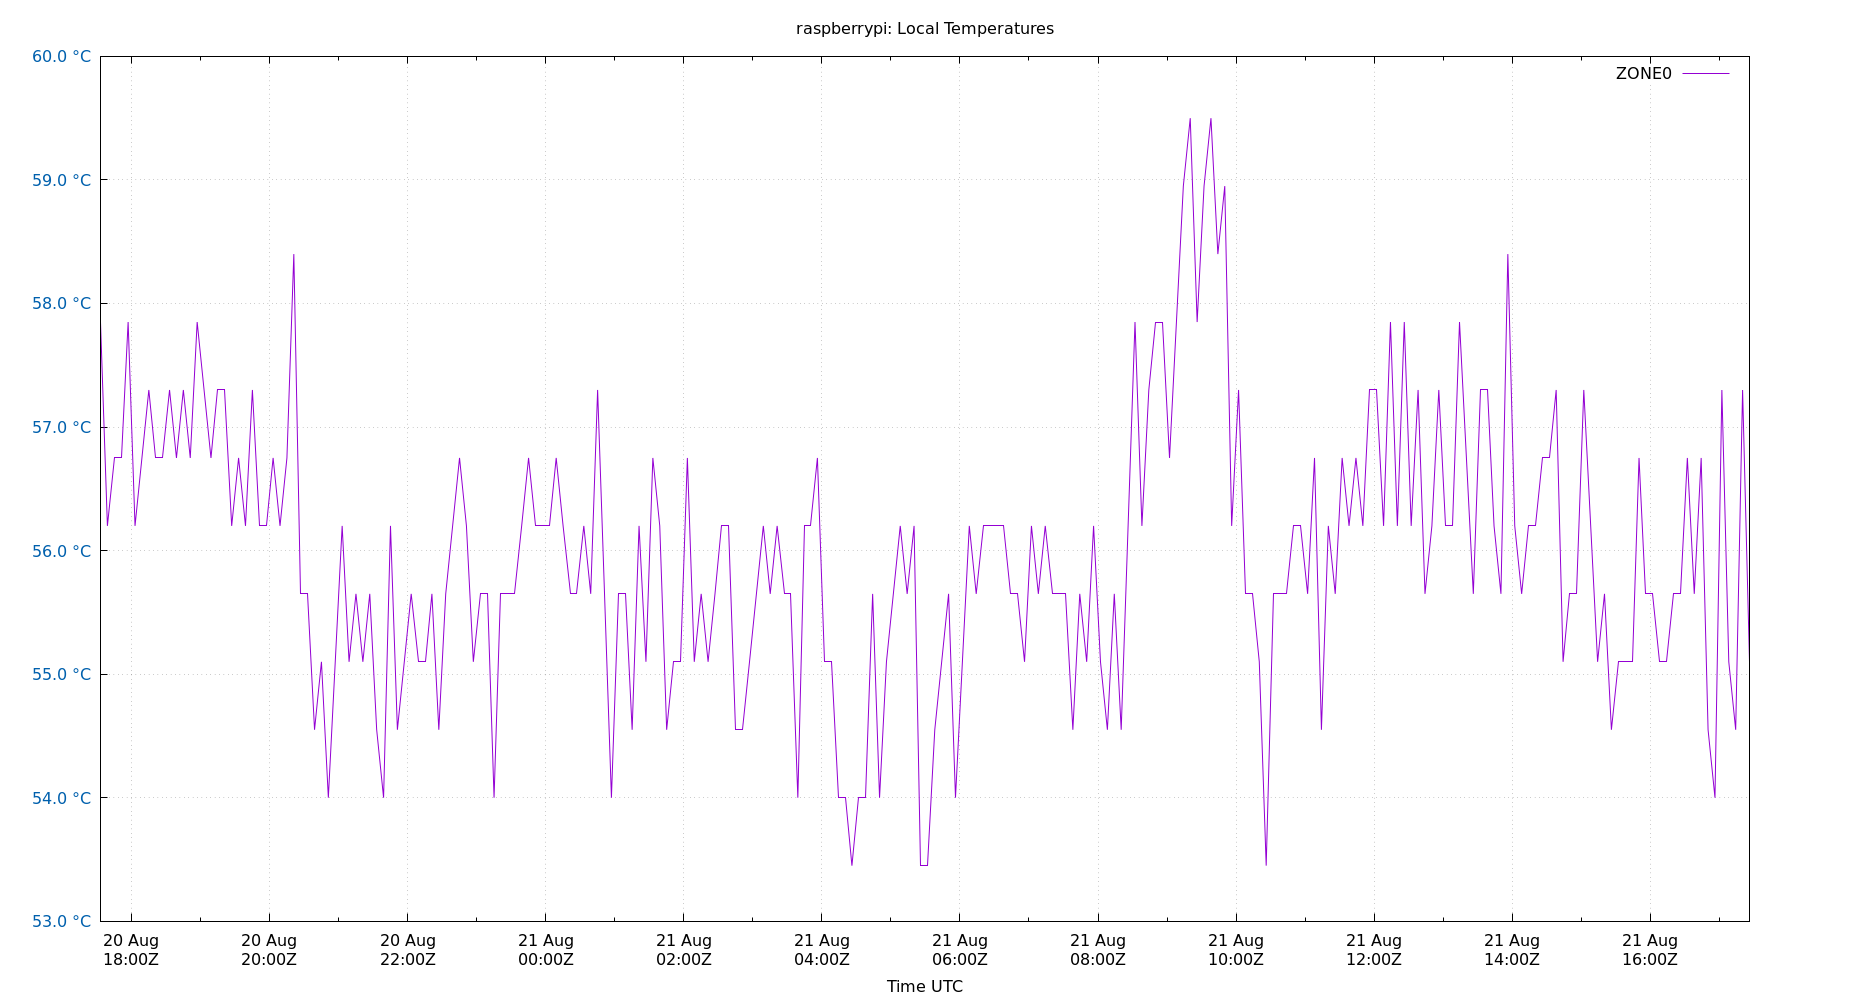 raspberrypi: Local Temperatures
60.0 °C
59.0 °C
58.0 °C
57.0 °C
56.0 °C
55.0 °C
54.0 °C
53.0 °C
ZONE0
20 Aug 20 Aug 20 Aug 21 Aug 21 Aug 21 Aug 21 Aug 21 Aug 21 Aug 21 Aug 21 Aug 21 Aug
18:00Z 20:00Z 22:00Z 00:00Z 02:00Z 04:00Z 06:00Z 08:00Z 10:00Z 12:00Z 14:00Z 16:00Z
Time UTC